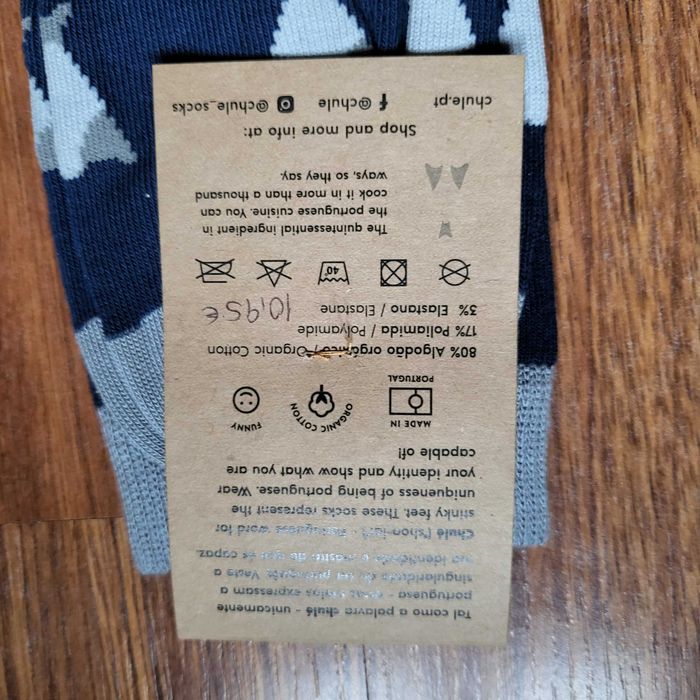 Tal como a palavra chulé - unicamente
portuguesa - estas meias expressam a
singularidade de ser português. Veste a
tua identidade e mostra do que és capaz.
Chulé ['shoo-lє'] - Portuguese word for
stinky feet. These socks represent the
uniqueness of being portuguese. Wear
your identity and show what you are
capable of!
MADE IN
PORTUGAL
ORGANIC COTTON
FUNNY
80% Algodão orgânico / Organic Cotton
17% Poliamida / Polyamide
3% Elastano / Elastane
10,95€
40°
The quintessential ingredient in
the portuguese cuisine. You can
cook it in more than a thousand
ways, so they say.
Shop and more info at:
chule.pt @chule @chule_socks